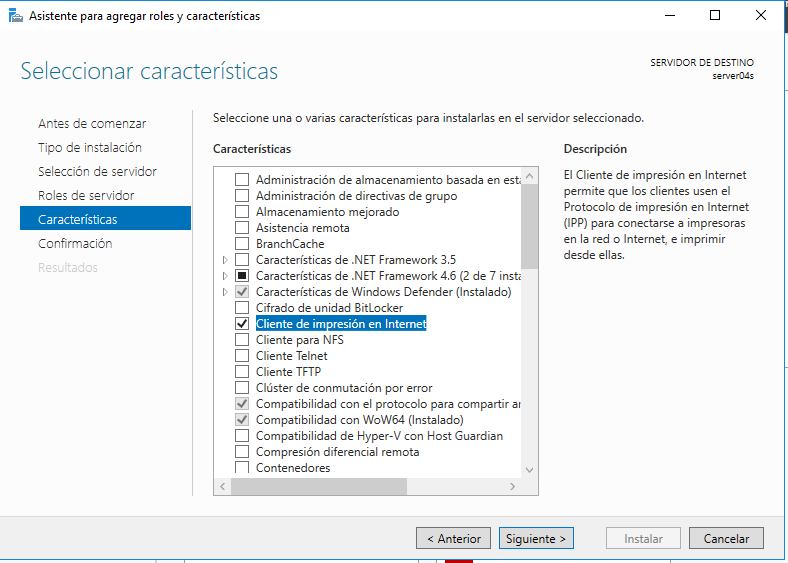 Asistente para agregar roles y características
Seleccionar características
SERVIDOR DE DESTINO
server04s
Antes de comenzar
Tipo de instalación
Selección de servidor
Roles de servidor
Características
Confirmación
Resultados
Seleccione una o varias características para instalarlas en el servidor seleccionado.
Características
Administración de almacenamiento basada en está
Administración de directivas de grupo
Almacenamiento mejorado
Asistencia remota
BranchCache
Características de .NET Framework 3.5
Características de .NET Framework 4.6 (2 de 7 insta
Características de Windows Defender (Instalado)
Cifrado de unidad BitLocker
Cliente de impresión en Internet
Cliente para NFS
Cliente Telnet
Cliente TFTP
Clúster de conmutación por error
Compatibilidad con el protocolo para compartir ar
Compatibilidad con WoW64 (Instalado)
Compatibilidad de Hyper-V con Host Guardian
Compresión diferencial remota
Contenedores
Descripción
El Cliente de impresión en Internet
permite que los clientes usen el
Protocolo de impresión en Internet
(IPP) para conectarse a impresoras
en la red o Internet, e imprimir
desde ellas.
< Anterior
Siguiente >
Instalar
Cancelar